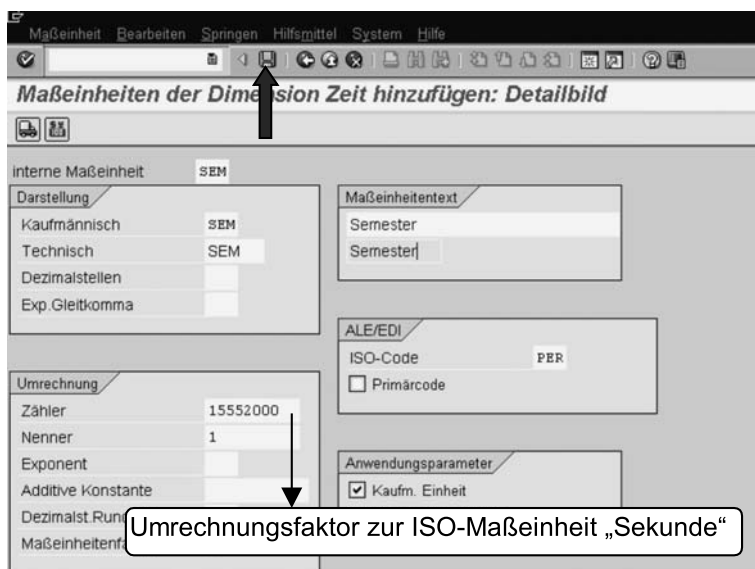 Maßeinheit Bearbeiten Springen Hilfsmittel System Hilfe
Maßeinheiten der Dimension Zeit hinzufügen: Detailbild
interne Maßeinheit SEM
Darstellung
Kaufmännisch SEM
Technisch SEM
Dezimalstellen
Exp.Gleitkomma
Maßeinheitentext
Semester
Semester
ALE/EDI
ISO-Code PER
Primärcode
Umrechnung
Zähler 15552000
Nenner 1
Exponent
Additive Konstante
Anwendungsparameter
Kaufm. Einheit
Umrechnungsfaktor zur ISO-Maßeinheit „Sekunde“